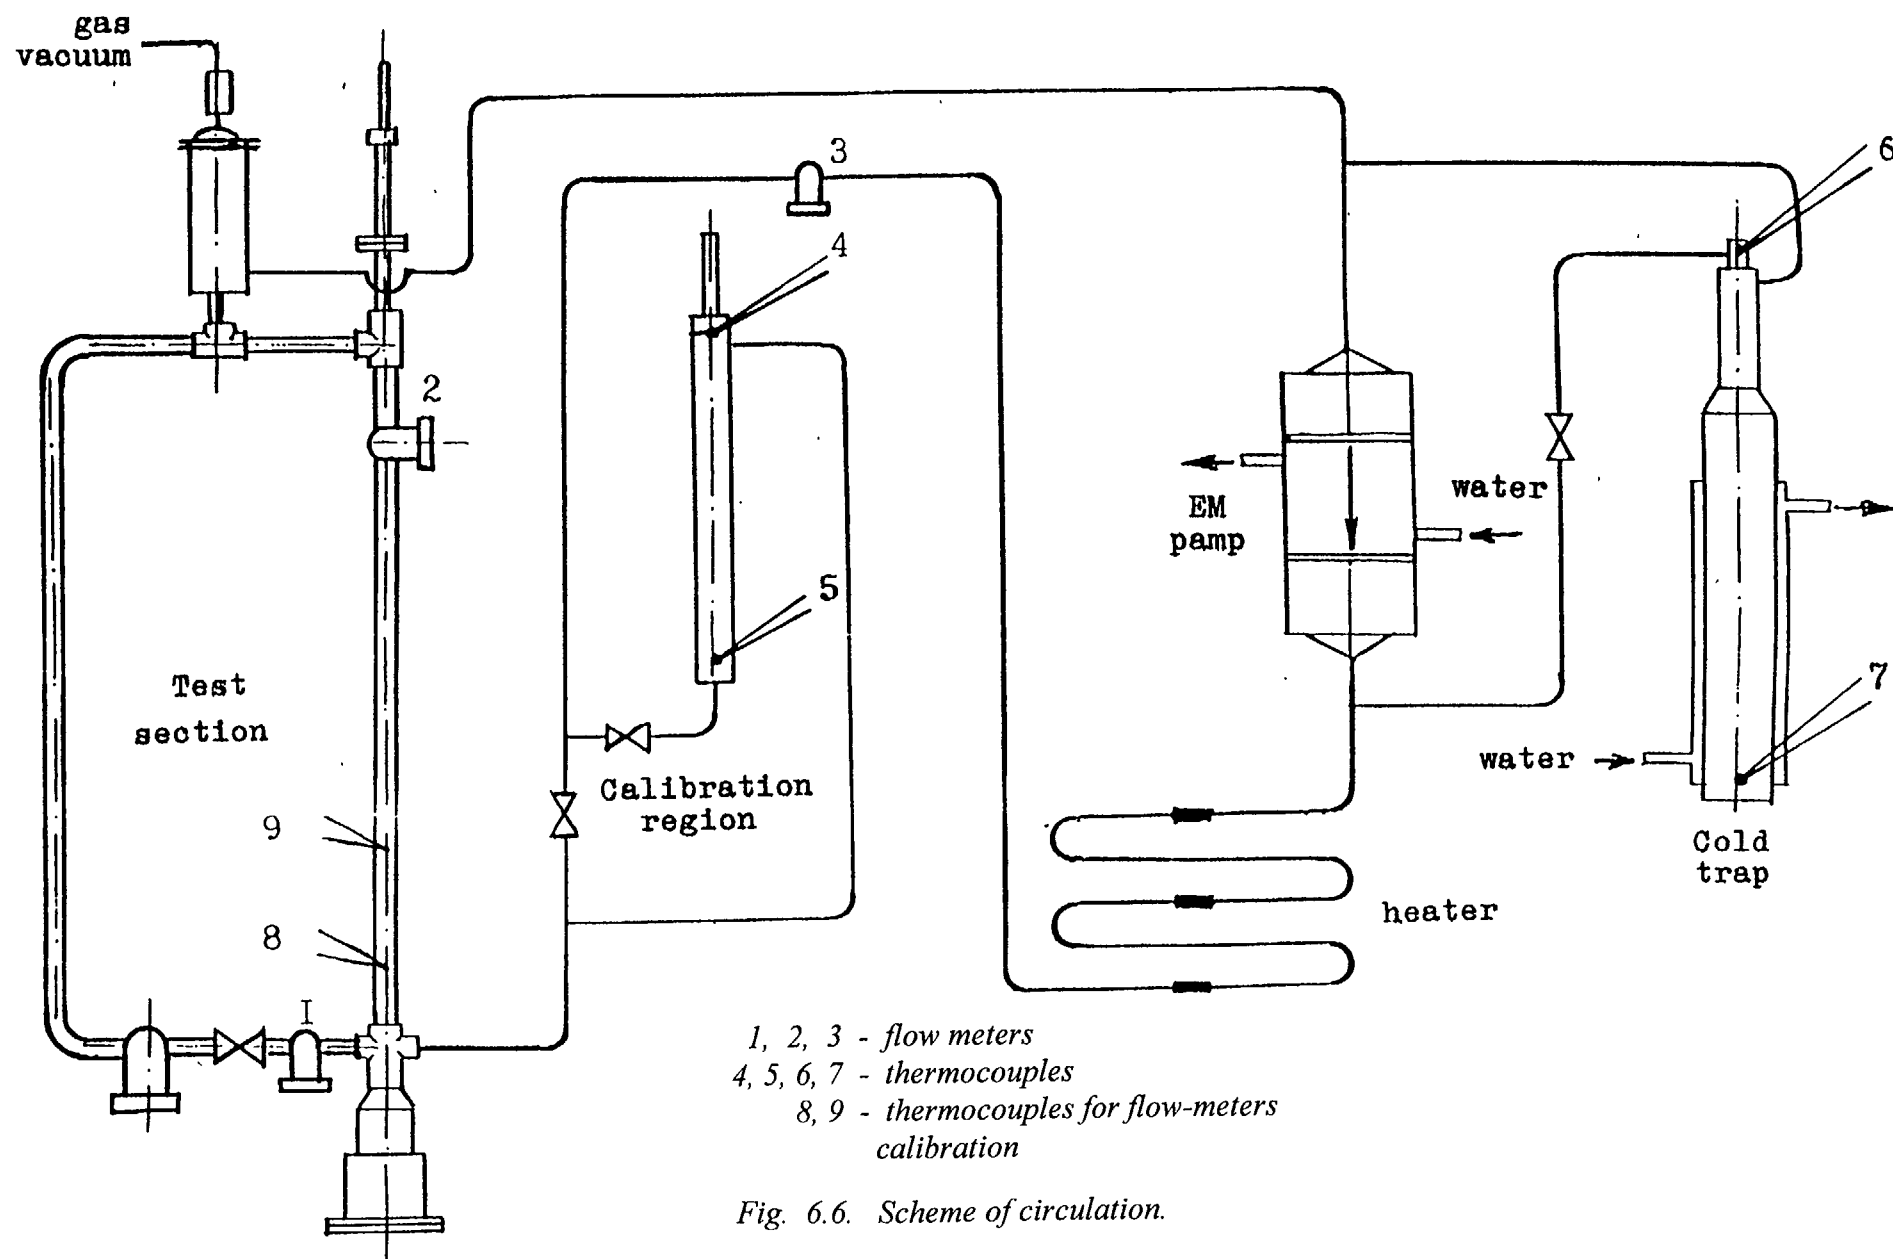 gas
vacuum
3
6
4
2
water
EM
pamp
5
Test
section
7
water
Calibration
region
9
Cold
trap
heater
8
I
1, 2, 3 - flow meters
4, 5, 6, 7 - thermocouples
8, 9 - thermocouples for flow-meters
calibration
Fig. 6.6. Scheme of circulation.